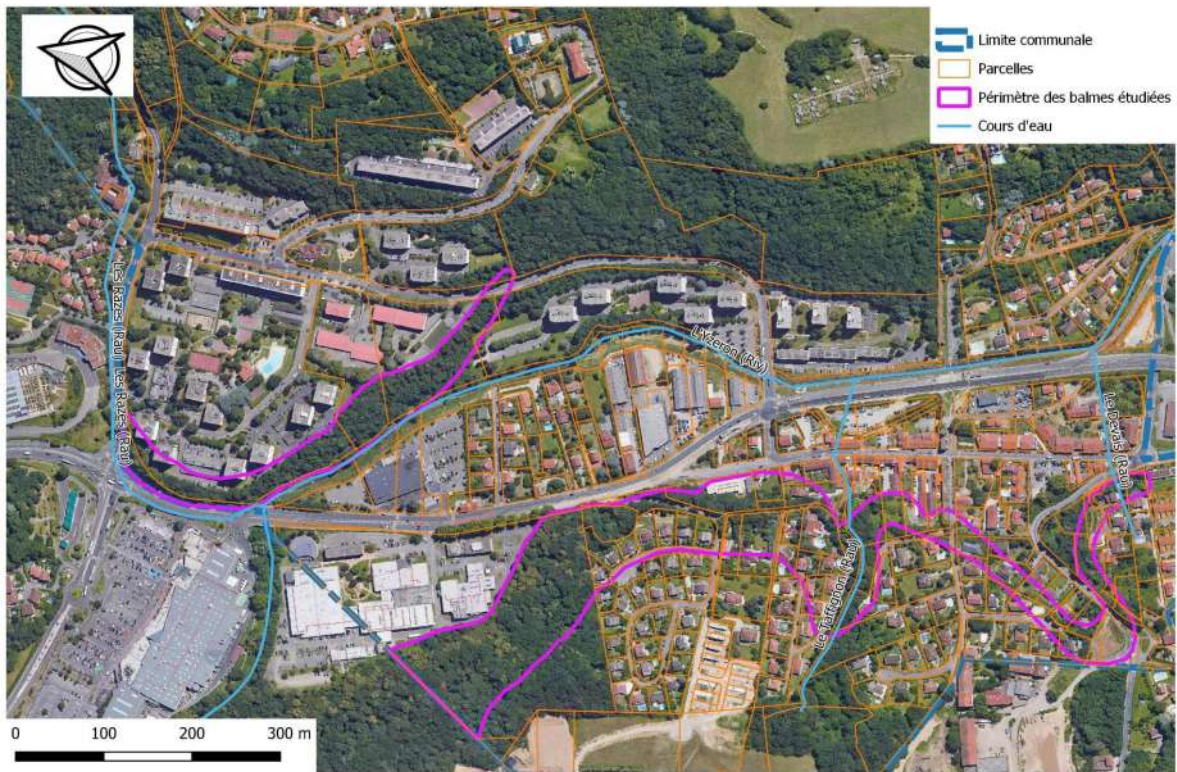 Limite communale
Parcelles
Périmètre des balmes étudiées
Cours d'eau
Les Razes (Rau)
Les Razes (Rau)
L'Yzeron (Riv)
Le Devais (Rau)
Le Taffignon (Rau)
0 100 200 300 m